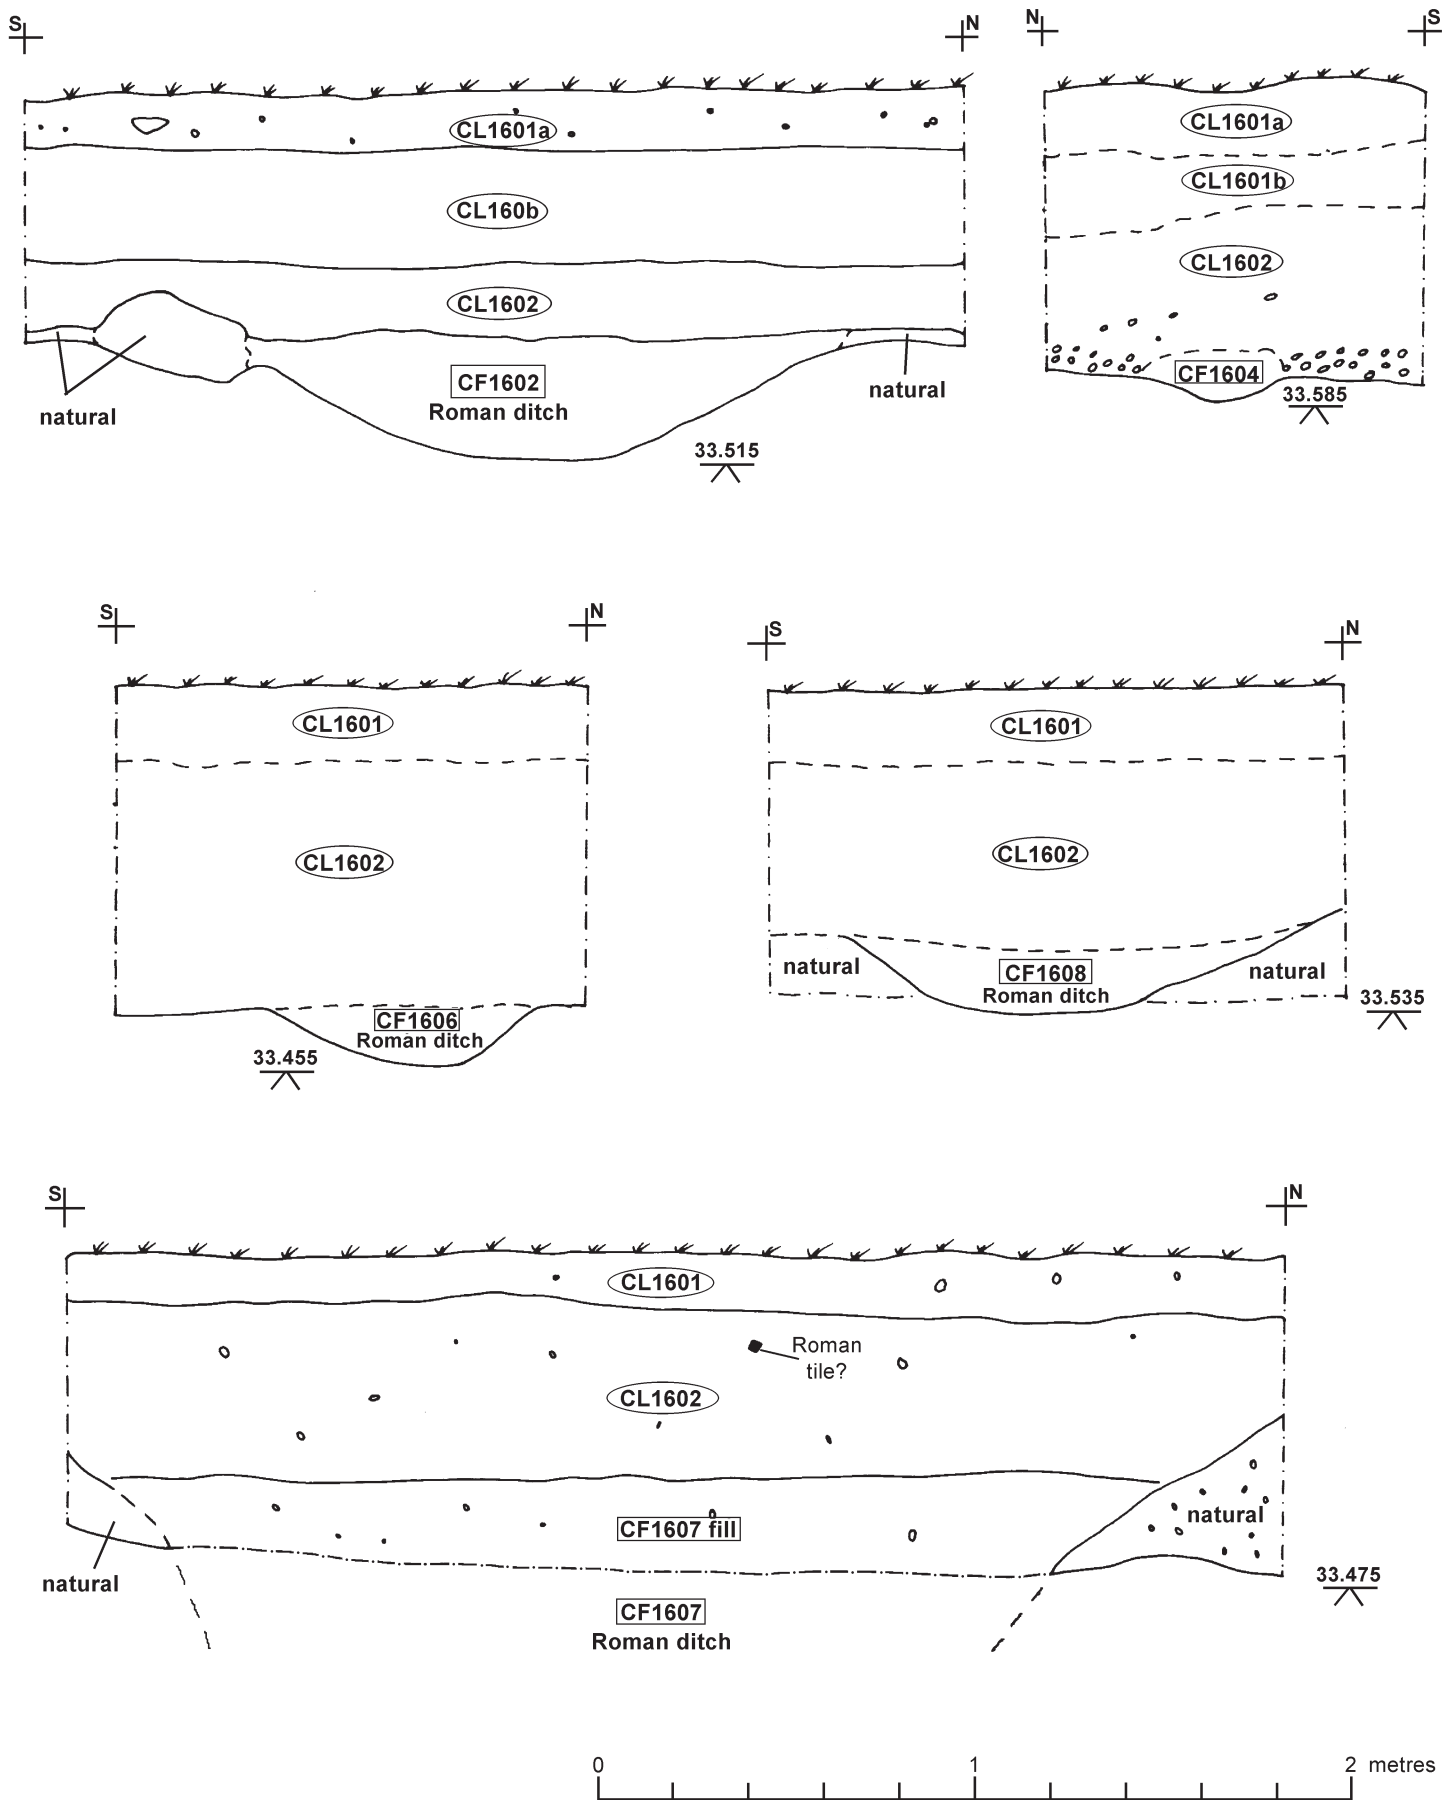 S
N
CL1601a
CL160b
CL1602
CF1602
Roman ditch
natural
natural
33.515
N
S
CL1601a
CL1601b
CL1602
CF1604
33.585
S
N
CL1601
CL1602
CF1606
Roman ditch
33.455
S
N
CL1601
CL1602
natural
CF1608
Roman ditch
natural
33.535
S
N
CL1601
Roman
tile?
CL1602
natural
CF1607 fill
natural
33.475
CF1607
Roman ditch
0 1 2 metres